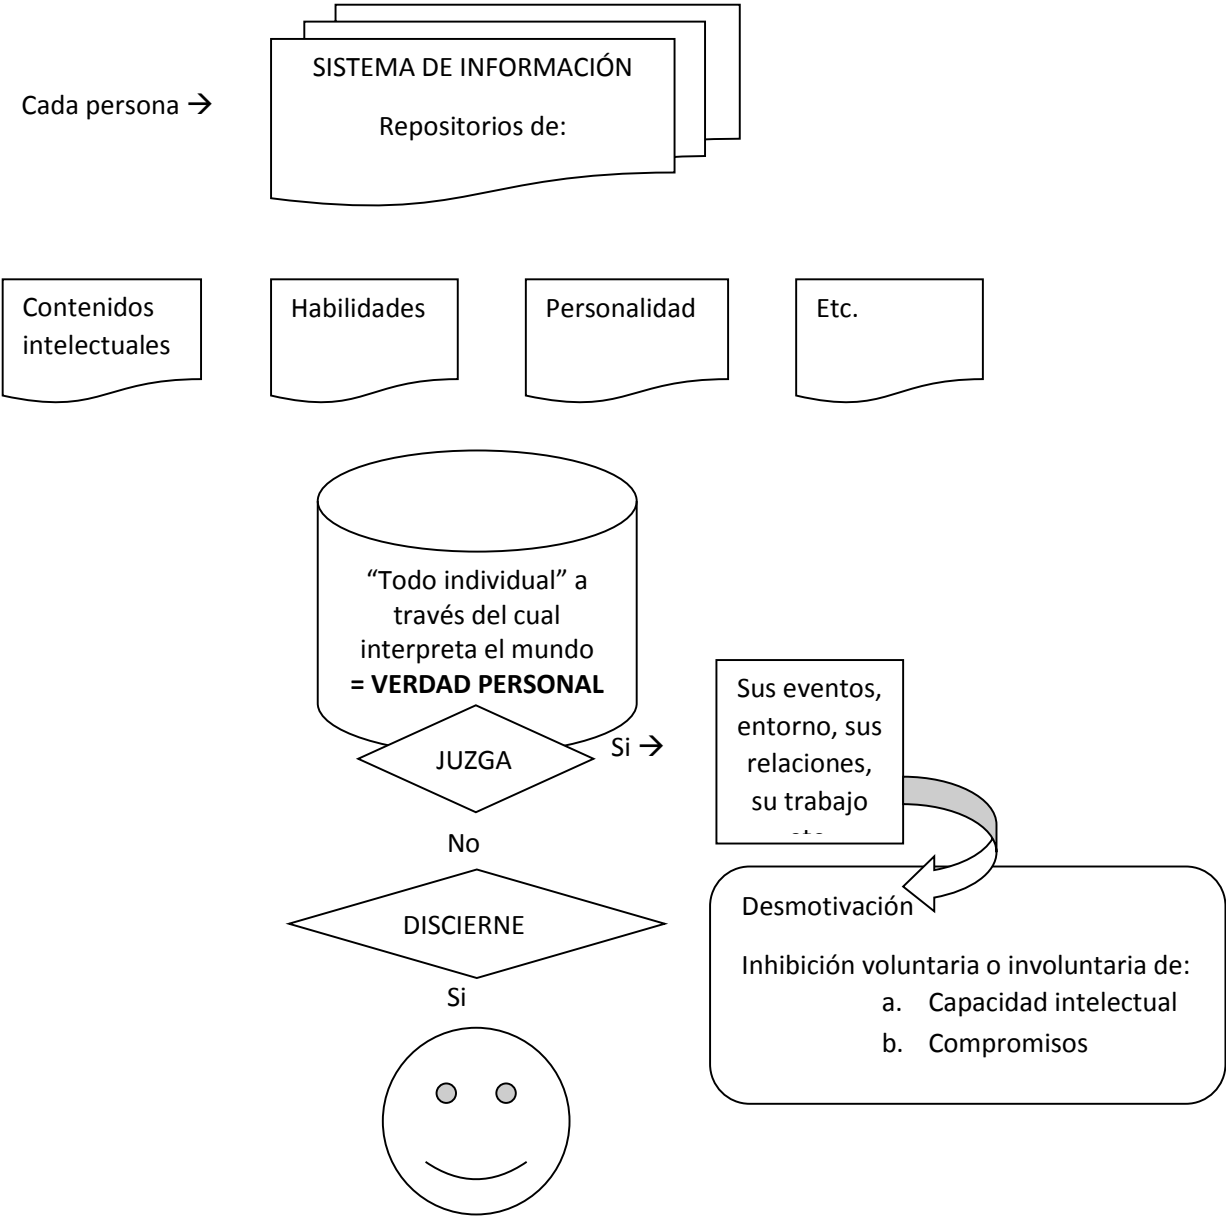 SISTEMA DE INFORMACIÓN
Cada persona →
Repositorios de:
Contenidos
intelectuales
Habilidades
Personalidad
Etc.
“Todo individual” a
través del cual
interpreta el mundo
= VERDAD PERSONAL
JUZGA
Si →
Sus eventos,
entorno, sus
relaciones,
su trabajo
No
DISCIERNE
Si
Desmotivación
Inhibición voluntaria o involuntaria de:
a. Capacidad intelectual
b. Compromisos